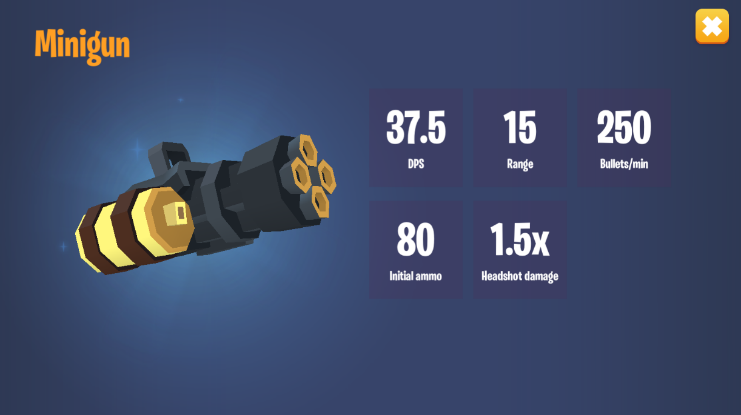 Minigun
37.5
DPS
15
Range
250
Bullets/min
80
Initial ammo
1.5x
Headshot damage